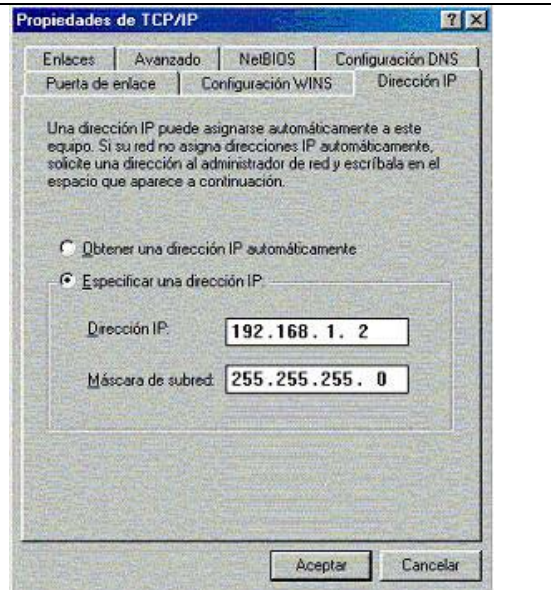 Propiedades de TCP/IP
Enlaces Avanzado NetBIOS Configuración DNS
Puerta de enlace Configuración WINS Dirección IP
Una dirección IP puede asignarse automáticamente a este
equipo. Si su red no asigna direcciones IP automáticamente,
solicite una dirección al administrador de red y escríbala en el
espacio que aparece a continuación.
Obtener una dirección IP automáticamente
Especificar una dirección IP:
Dirección IP: 192.168. 1. 2
Máscara de subred: 255.255.255. 0
Aceptar Cancelar